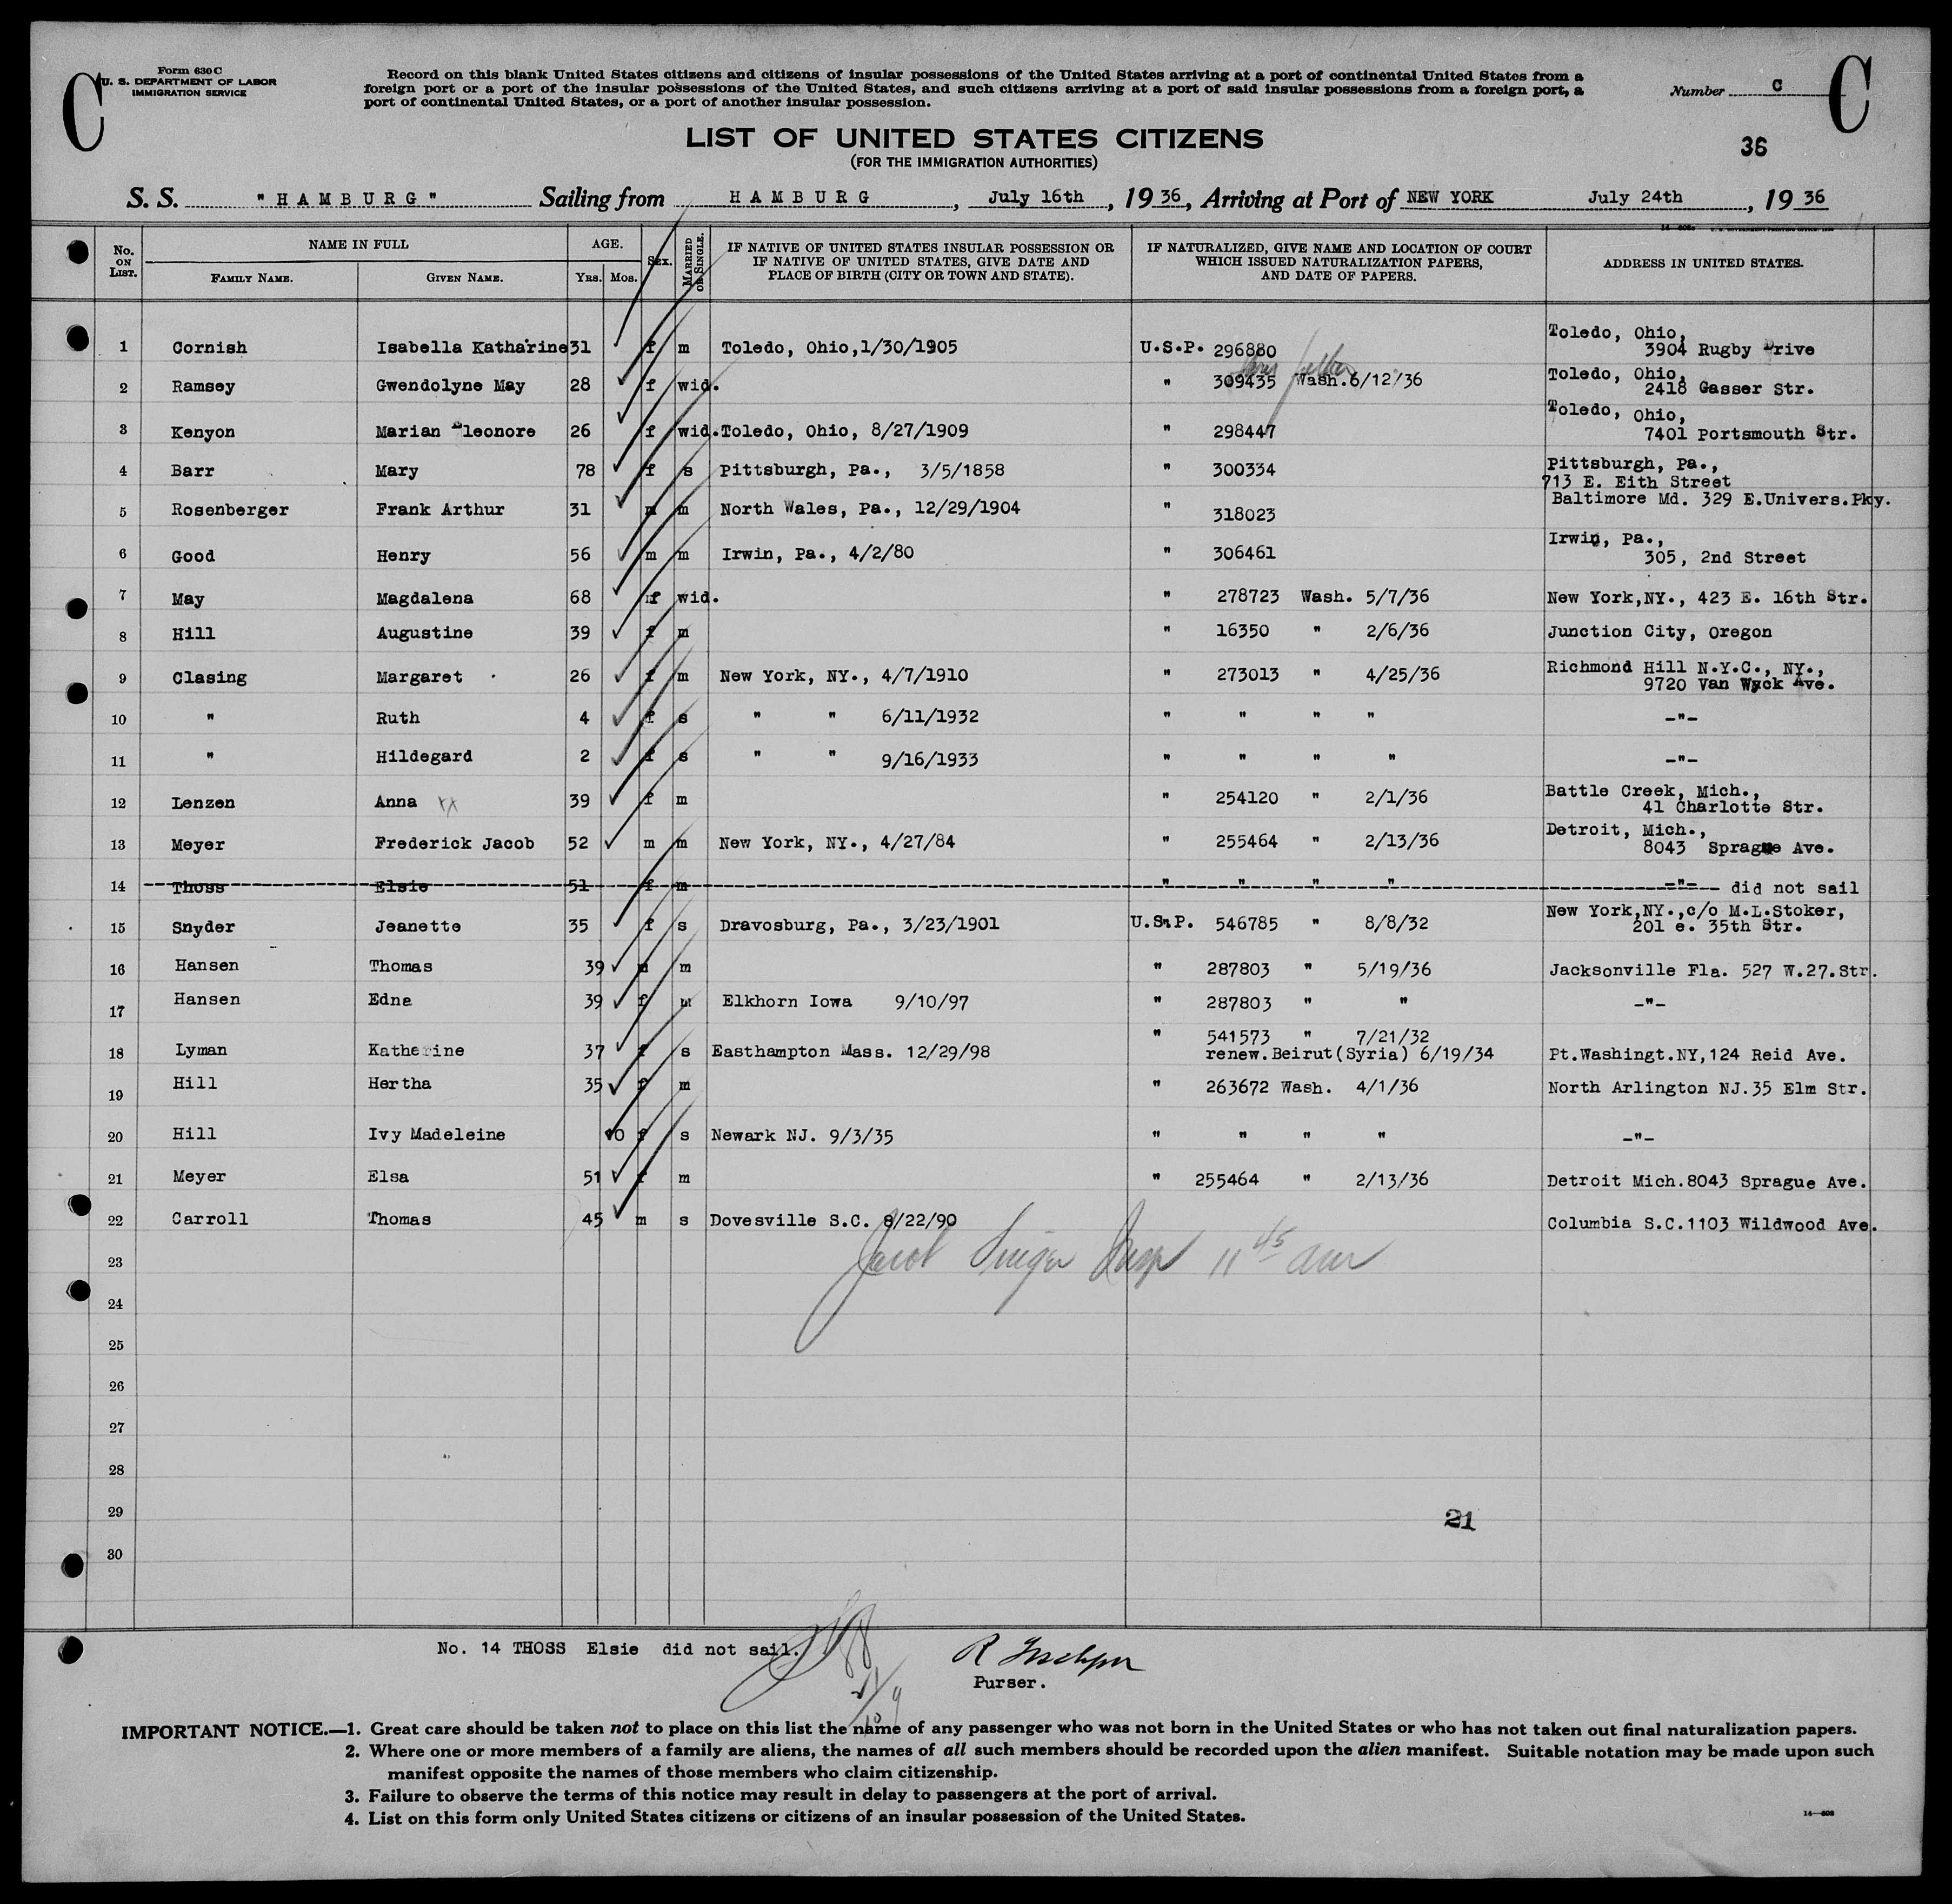 Form 630 C
U. S. DEPARTMENT OF LABOR
IMMIGRATION SERVICE
C
Record on this blank United States citizens and citizens of insular possessions of the United States arriving at a port of continental United States from a
foreign port or a port of the insular possessions of the United States, and such citizens arriving at a port of said insular possessions from a foreign port, a
port of continental United States, or a port of another insular possession.
Number C
C
LIST OF UNITED STATES CITIZENS
(FOR THE IMMIGRATION AUTHORITIES)
36
S. S. "HAMBURG" Sailing from HAMBURG, July 16th, 1936, Arriving at Port of NEW YORK July 24th, 1936
No. ON LIST. NAME IN FULL FAMILY NAME. GIVEN NAME. AGE. Yrs. Mos. SEX. MARRIED OR SINGLE. IF NATIVE OF UNITED STATES INSULAR POSSESSION OR IF NATIVE OF UNITED STATES, GIVE DATE AND PLACE OF BIRTH (CITY OR TOWN AND STATE). IF NATURALIZED, GIVE NAME AND LOCATION OF COURT WHICH ISSUED NATURALIZATION PAPERS, AND DATE OF PAPERS. ADDRESS IN UNITED STATES.
1 Cornish Isabella Katharine 31 f m Toledo, Ohio,1/30/1905 U.S.P. 296880 Toledo, Ohio, 3904 Rugby Drive
2 Ramsey Gwendolyne May 28 f wid. " 309435 Wash.6/12/36 Toledo, Ohio, 2418 Gasser Str.
3 Kenyon Marian Eleonore 26 f wid. Toledo, Ohio, 8/27/1909 " 298447 Toledo, Ohio, 7401 Portsmouth Str.
4 Barr Mary 78 f s Pittsburgh, Pa., 3/5/1858 " 300334 Pittsburgh, Pa., 713 E. Eith Street
5 Rosenberger Frank Arthur 31 m m North Wales, Pa., 12/29/1904 " 318023 Baltimore Md. 329 E.Univers.Pky.
6 Good Henry 56 m m Irwin, Pa., 4/2/80 " 306461 Irwin, Pa., 305, 2nd Street
7 May Magdalena 68 f wid. " 278723 Wash. 5/7/36 New York,NY., 423 E. 16th Str.
8 Hill Augustine 39 f m " 16350 " 2/6/36 Junction City, Oregon
9 Clasing Margaret 26 f m New York, NY., 4/7/1910 " 273013 " 4/25/36 Richmond Hill N.Y.C., NY., 9720 Van Wyck Ave.
10 " Ruth 4 f s " " 6/11/1932 " " " " -"-
11 " Hildegard 2 f s " " 9/16/1933 " " " " -"-
12 Lenzen Anna 39 f m " 254120 " 2/1/36 Battle Creek, Mich., 41 Charlotte Str.
13 Meyer Frederick Jacob 52 m m New York, NY., 4/27/84 " 255464 " 2/13/36 Detroit, Mich., 8043 Sprague Ave.
14 Thoss Elsie 51 f m " " " " -"- did not sail
15 Snyder Jeanette 35 f s Dravosburg, Pa., 3/23/1901 U.S.P. 546785 " 8/8/32 New York,NY.,c/o M.L.Stoker, 201 e. 35th Str.
16 Hansen Thomas 39 m m " 287803 " 5/19/36 Jacksonville Fla. 527 W.27.Str.
17 Hansen Edna 39 f m Elkhorn Iowa 9/10/97 " 287803 " " -"-
18 Lyman Katherine 37 f s Easthampton Mass. 12/29/98 " 541573 " 7/21/32 renew.Beirut(Syria) 6/19/34 Pt.Washingt.NY,124 Reid Ave.
19 Hill Hertha 35 f m " 263672 Wash. 4/1/36 North Arlington NJ.35 Elm Str.
20 Hill Ivy Madeleine 10 f s Newark NJ. 9/3/35 " " " " -"-
21 Meyer Elsa 51 f m " 255464 " 2/13/36 Detroit Mich.8043 Sprague Ave.
22 Carroll Thomas 45 m s Dovesville S.C. 8/22/90 Columbia S.C.1103 Wildwood Ave.
23 Jacob Singer Insp 11 45 am
24
25
26
27
28
29
21
30
No. 14 THOSS Elsie did not sail.
Purser.
IMPORTANT NOTICE.—1. Great care should be taken not to place on this list the name of any passenger who was not born in the United States or who has not taken out final naturalization papers.
2. Where one or more members of a family are aliens, the names of all such members should be recorded upon the alien manifest. Suitable notation may be made upon such
manifest opposite the names of those members who claim citizenship.
3. Failure to observe the terms of this notice may result in delay to passengers at the port of arrival.
4. List on this form only United States citizens or citizens of an insular possession of the United States.
14—608